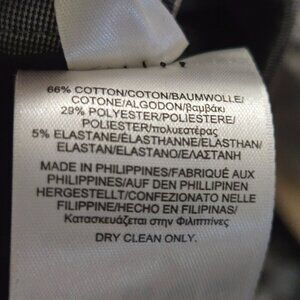 66% COTTON/COTON/BAUMWOLLE/
COTONE/ALGODON/βαμβάκι
29% POLYESTER/POLIESTERE/
POLIESTER/πολυεστέρας
5% ELASTANE/ÉLASTHANNE/ELASTHAN/
ELASTAN/ELASTANO/ΕΛΑΣΤΑΝΗ
MADE IN PHILIPPINES/FABRIQUÉ AUX
PHILIPPINES/AUF DEN PHILLIPINEN
HERGESTELLT/CONFEZIONATO NELLE
FILIPPINE/HECHO EN FILIPINAS/
Κατασκευάζεται στην Φιλιππίνες
DRY CLEAN ONLY.